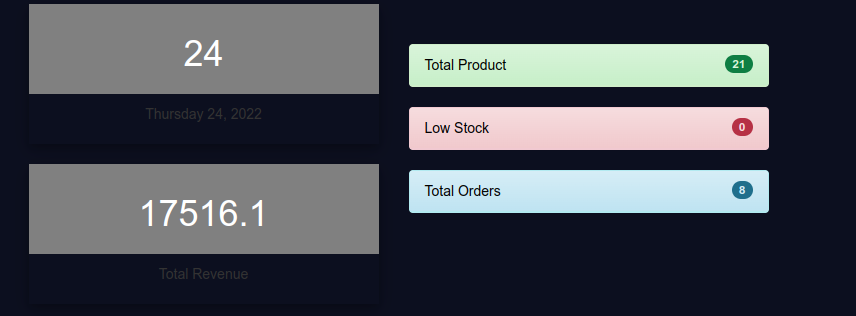 24
Thursday 24, 2022
17516.1
Total Revenue
Total Product 21
Low Stock 0
Total Orders 8